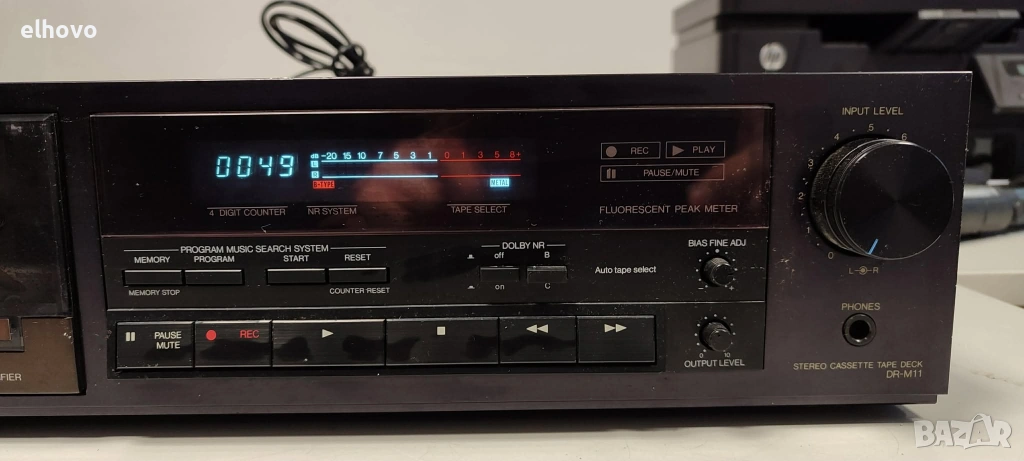 elhovo
hp
INPUT LEVEL
0 1 2 3 4 5 6
L R
0049
dB -20 15 10 7 5 3 1 0 1 3 5 8+
L
R
B-TYPE
METAL
4 DIGIT COUNTER
NR SYSTEM
TAPE SELECT
REC
PLAY
PAUSE/MUTE
FLUORESCENT PEAK METER
PROGRAM MUSIC SEARCH SYSTEM
MEMORY
PROGRAM
START
RESET
MEMORY STOP
COUNTER RESET
DOLBY NR
off
B
on
C
Auto tape select
BIAS FINE ADJ
PAUSE
MUTE
REC
0 10
OUTPUT LEVEL
PHONES
STEREO CASSETTE TAPE DECK
DR-M11
IFIER
BAZAR